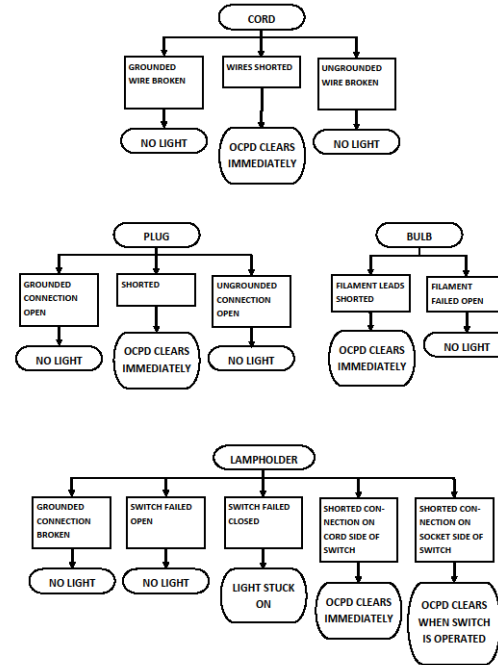 CORD
GROUNDED
WIRE BROKEN
WIRES SHORTED
UNGROUNDED
WIRE BROKEN
NO LIGHT
OCPD CLEARS
IMMEDIATELY
NO LIGHT
PLUG
GROUNDED
CONNECTION
OPEN
SHORTED
UNGROUNDED
CONNECTION
OPEN
NO LIGHT
OCPD CLEARS
IMMEDIATELY
NO LIGHT
BULB
FILAMENT LEADS
SHORTED
FILAMENT
FAILED OPEN
OCPD CLEARS
IMMEDIATELY
NO LIGHT
LAMPHOLDER
GROUNDED
CONNECTION
BROKEN
SWITCH FAILED
OPEN
SWITCH FAILED
CLOSED
SHORTED CON-
NECTION ON
CORD SIDE OF
SWITCH
SHORTED CON-
NECTION ON
SOCKET SIDE OF
SWITCH
NO LIGHT
NO LIGHT
LIGHT STUCK
ON
OCPD CLEARS
IMMEDIATELY
OCPD CLEARS
WHEN SWITCH
IS OPERATED